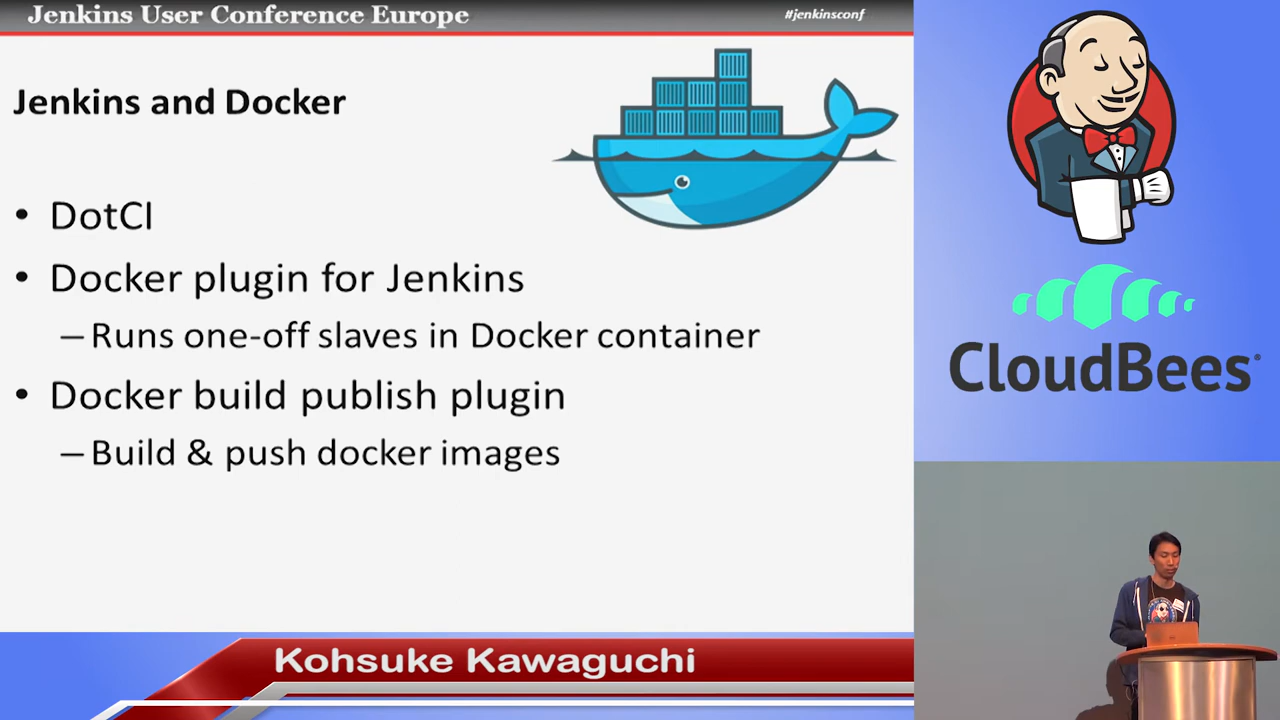 Jenkins User Conference Europe
#jenkinsconf
Jenkins and Docker
• DotCI
• Docker plugin for Jenkins
– Runs one-off slaves in Docker container
• Docker build publish plugin
– Build & push docker images
CloudBees®
Kohsuke Kawaguchi